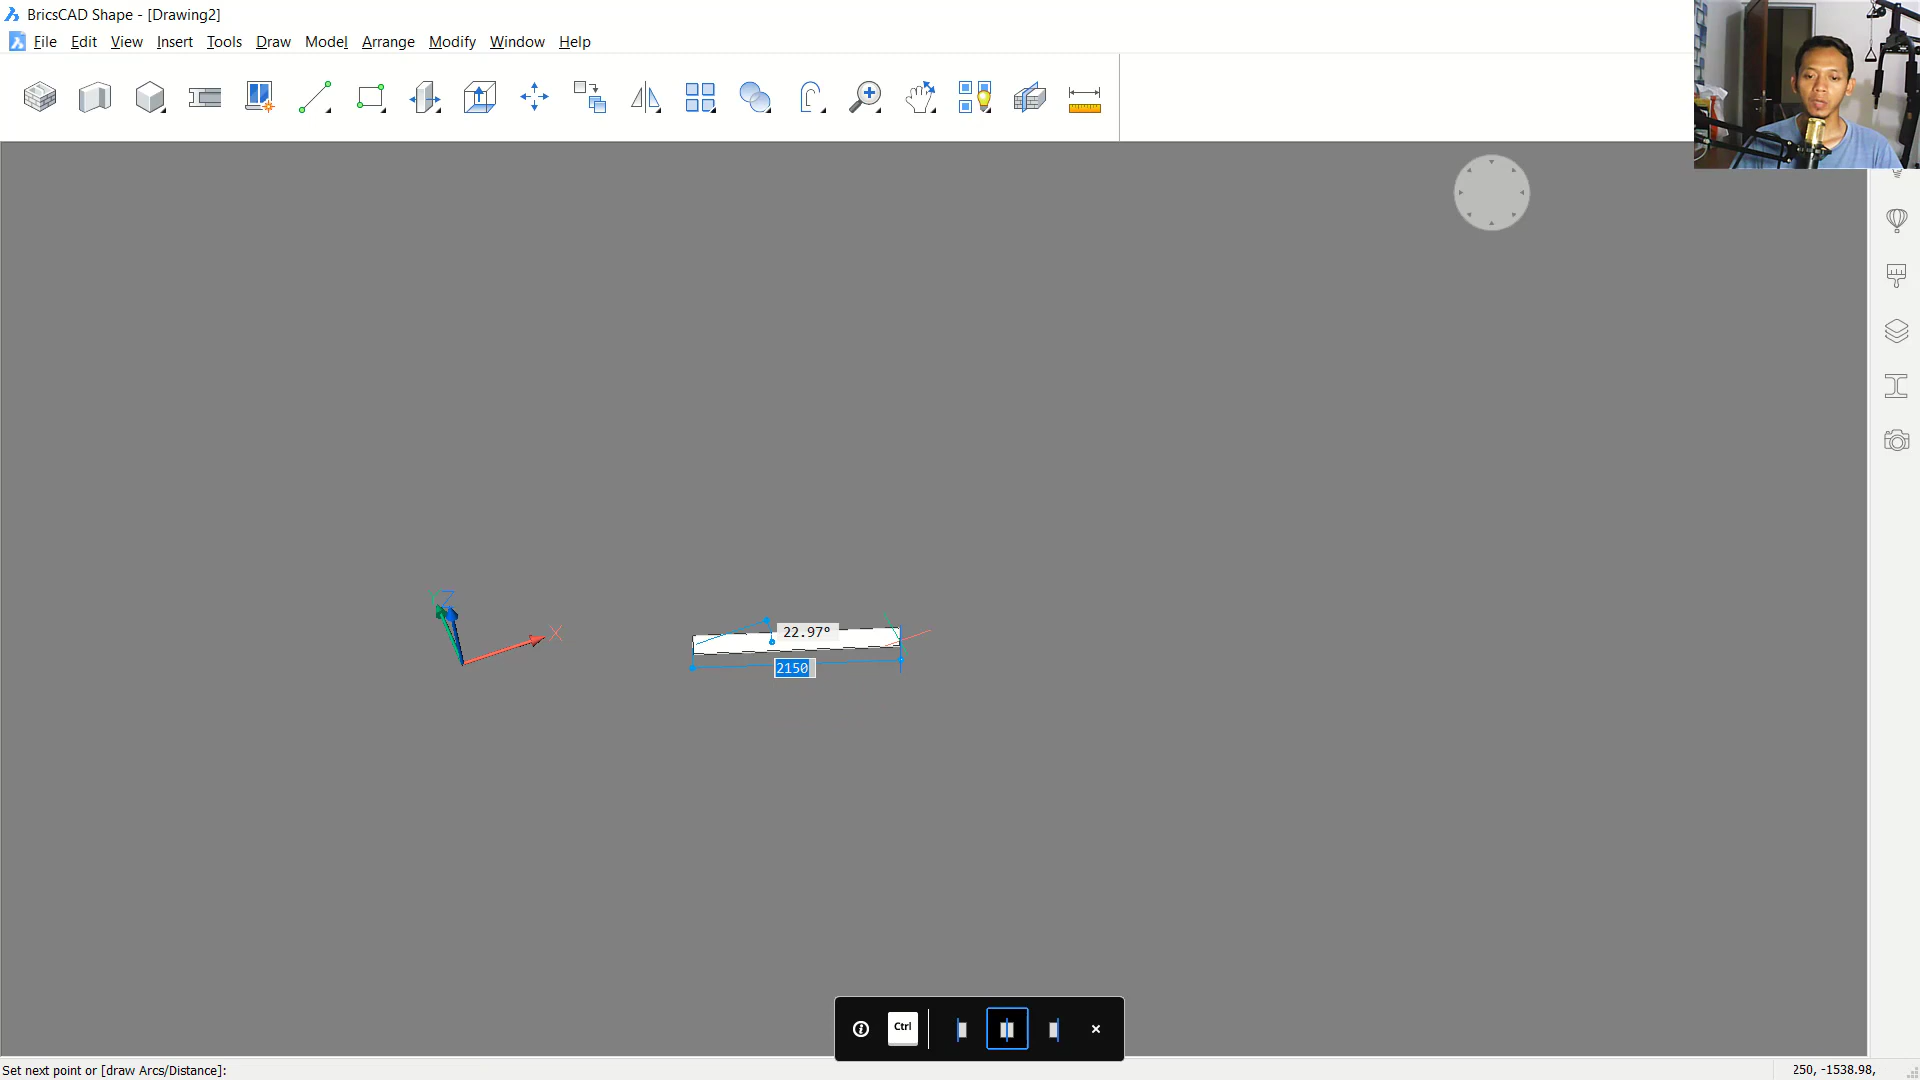 BricsCAD Shape - [Drawing2]
File Edit View Insert Tools Draw Model Arrange Modify Window Help
Z
X
22.97°
2150
Ctrl
Set next point or [draw Arcs/Distance]:
250, -1538.98,